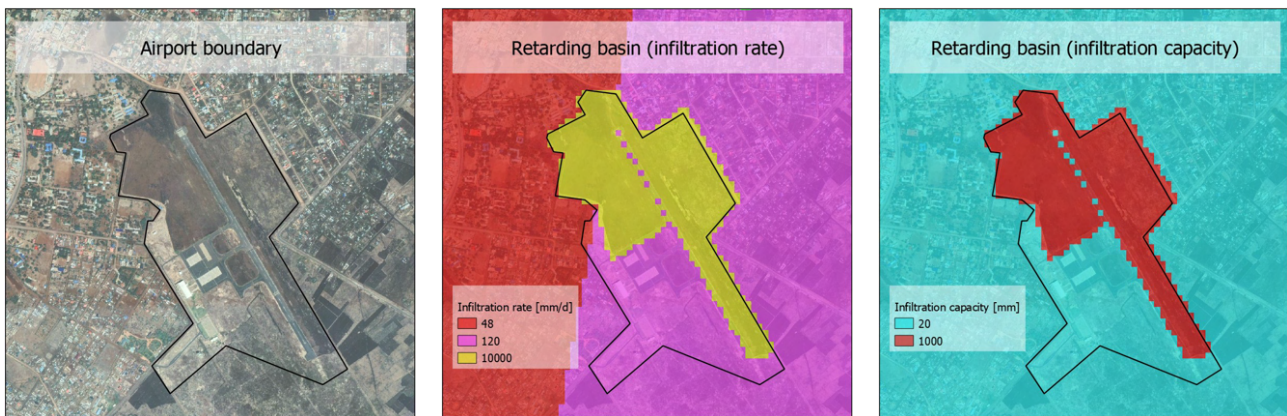 Airport boundary
Retarding basin (infiltration rate)
Infiltration rate [mm/d]
48
120
10000
Retarding basin (infiltration capacity)
Infiltration capacity [mm]
20
1000